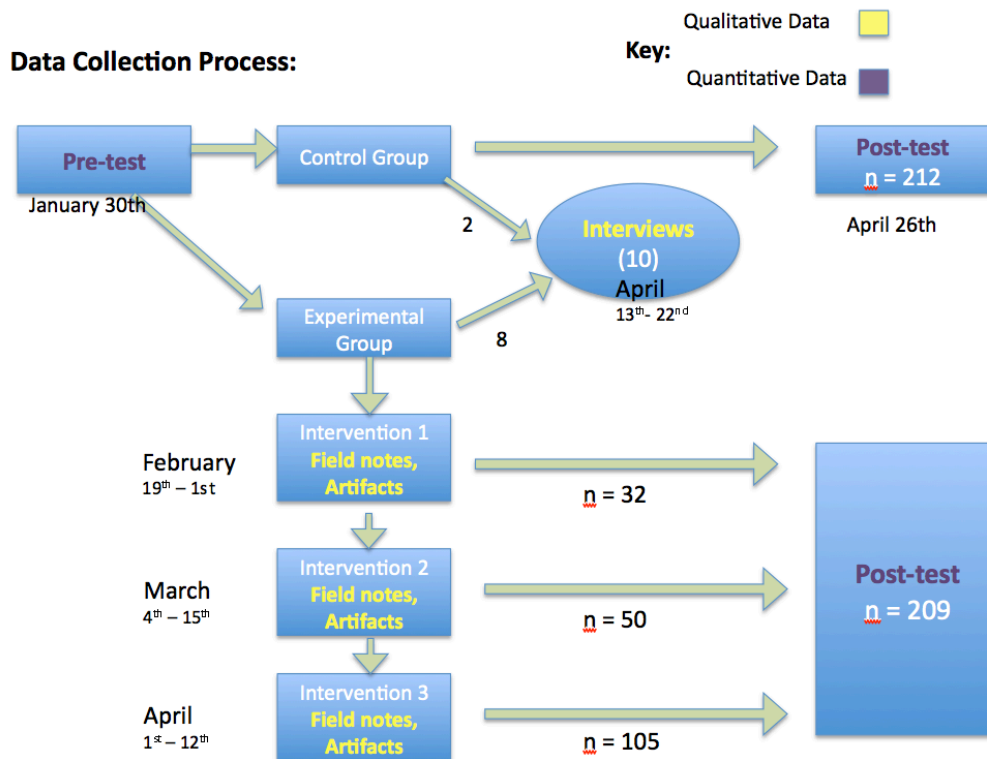 Qualitative Data
Key:
Data Collection Process:
Quantitative Data
Pre-test
January 30th
Control Group
Post-test
n = 212
April 26th
2
Interviews
(10)
April
13th- 22nd
Experimental
Group
8
February
19th – 1st
Intervention 1
Field notes,
Artifacts
n = 32
March
4th – 15th
Intervention 2
Field notes,
Artifacts
n = 50
Post-test
n = 209
April
1st – 12th
Intervention 3
Field notes,
Artifacts
n = 105